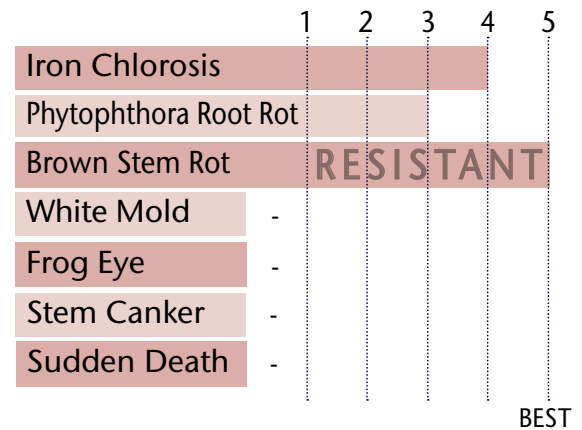 1 2 3 4 5
Iron Chlorosis
Phytophthora Root Rot
Brown Stem Rot RESISTANT
White Mold -
Frog Eye -
Stem Canker -
Sudden Death -
BEST